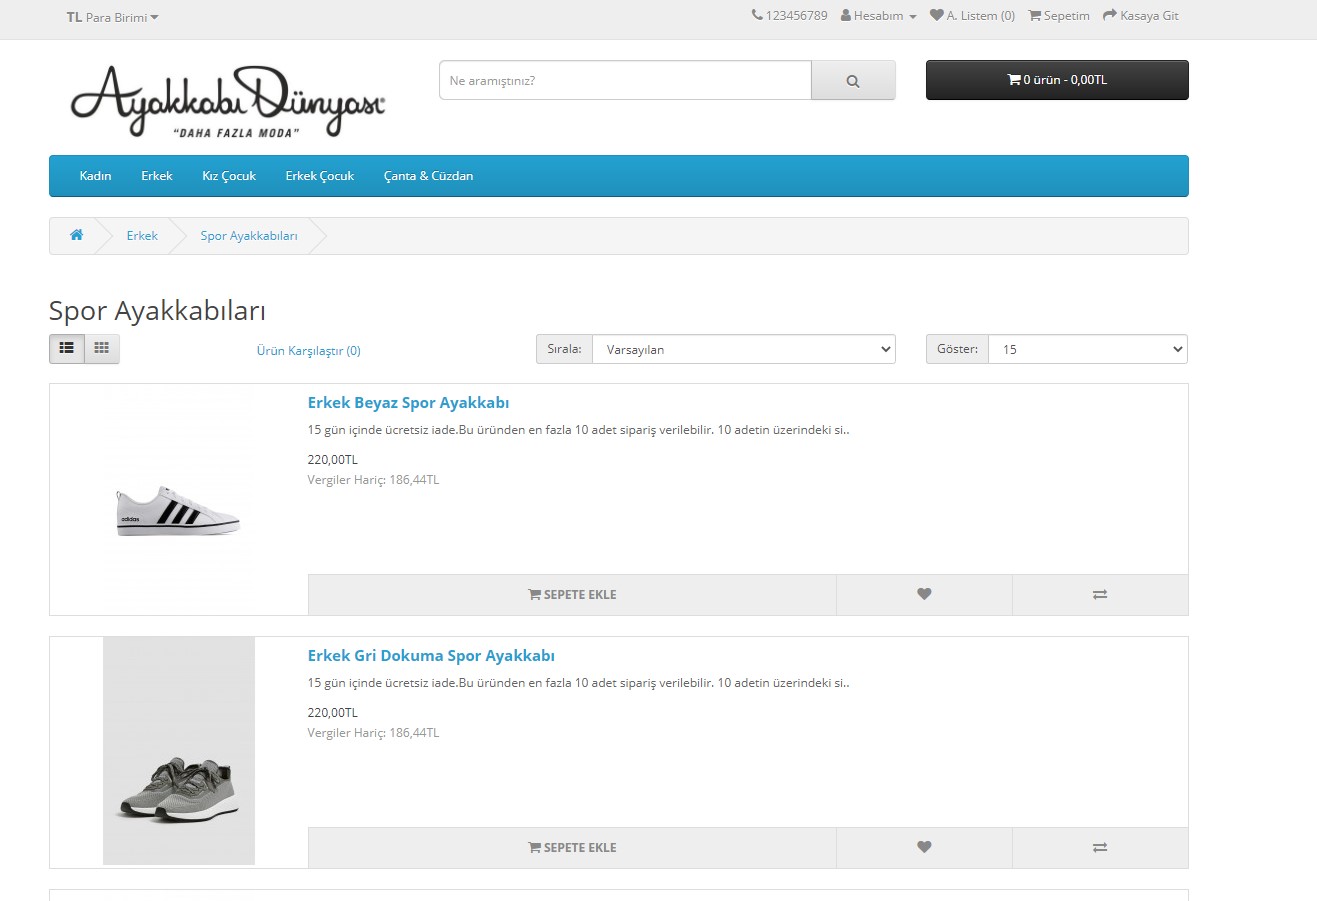 TL Para Birimi
123456789 Hesabım A. Listem (0) Sepetim Kasaya Git
Ayakkabı Dünyası
"DAHA FAZLA MODA"
Ne aramıştınız?
0 ürün - 0,00TL
Kadın Erkek Kız Çocuk Erkek Çocuk Çanta & Cüzdan
Erkek Spor Ayakkabıları
Spor Ayakkabıları
Ürün Karşılaştır (0) Sırala: Varsayılan Göster: 15
Erkek Beyaz Spor Ayakkabı
15 gün içinde ücretsiz iade.Bu üründen en fazla 10 adet sipariş verilebilir. 10 adetin üzerindeki si..
220,00TL
Vergiler Hariç: 186,44TL
adidas
SEPETE EKLE
Erkek Gri Dokuma Spor Ayakkabı
15 gün içinde ücretsiz iade.Bu üründen en fazla 10 adet sipariş verilebilir. 10 adetin üzerindeki si..
220,00TL
Vergiler Hariç: 186,44TL
SEPETE EKLE